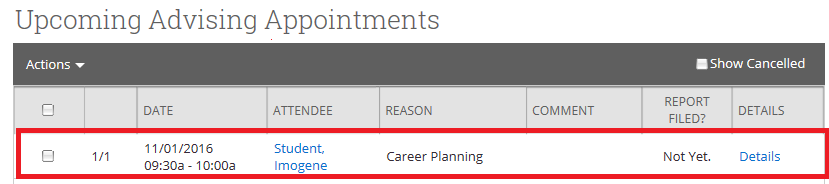 Upcoming Advising Appointments
Actions
Show Cancelled
DATE ATTENDEE REASON COMMENT REPORT FILED? DETAILS
1/1 11/01/2016 09:30a - 10:00a Student, Imogene Career Planning Not Yet. Details